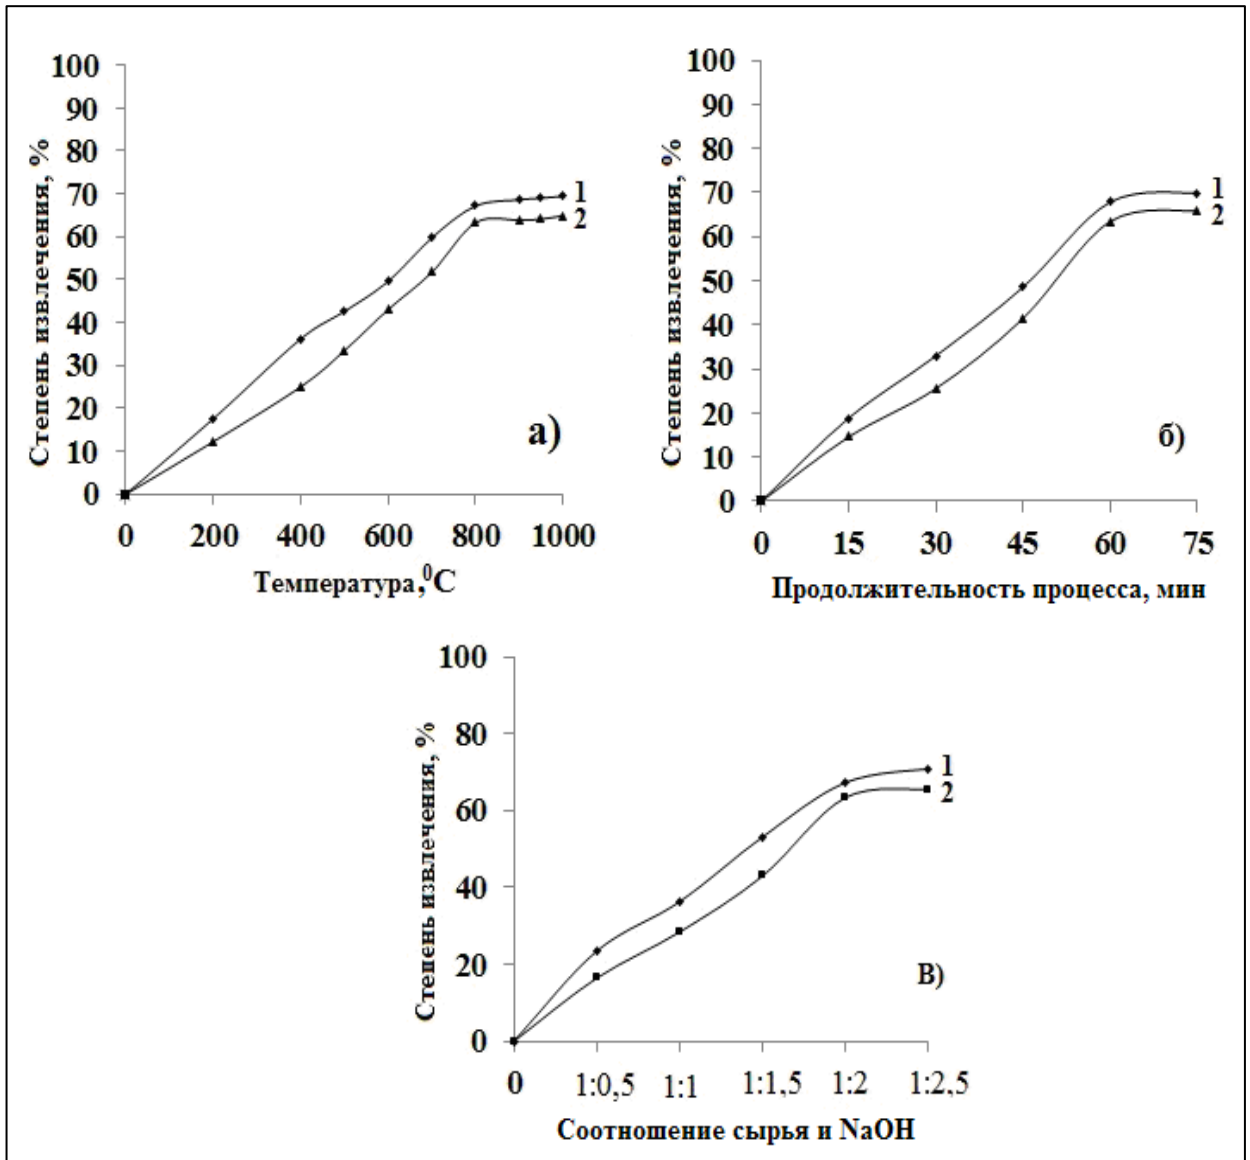 Степень извлечения, %
100
90
80
70
60
50
40
30
20
10
0
1
2
а)
0 200 400 600 800 1000
Температура,⁰С
Степень извлечения, %
100
90
80
70
60
50
40
30
20
10
0
1
2
б)
0 15 30 45 60 75
Продолжительность процесса, мин
Степень извлечения, %
100
80
60
40
20
0
1
2
В)
0 1:0,5 1:1 1:1,5 1:2 1:2,5
Соотношение сырья и NaOH